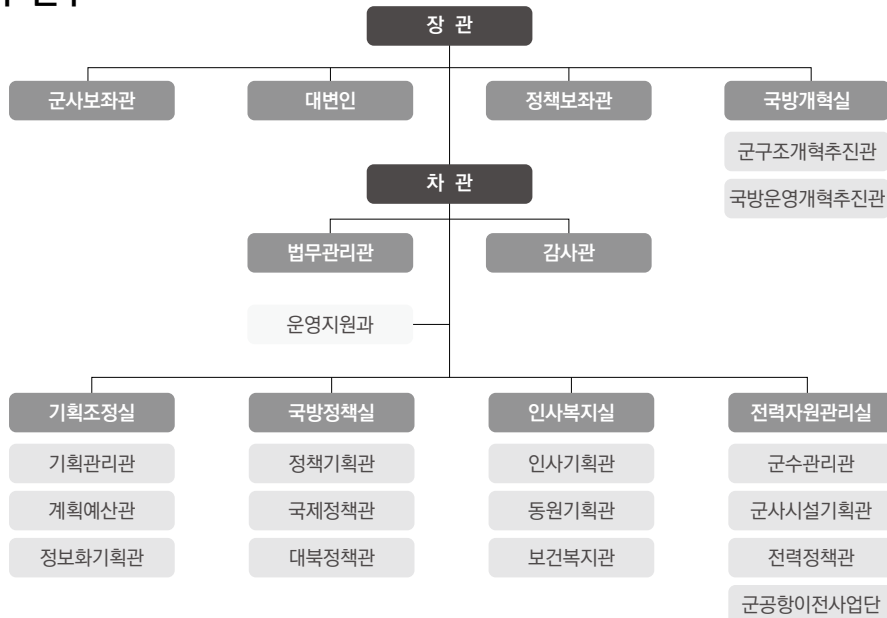 장 관
군사보좌관
대변인
정책보좌관
국방개혁실
군구조개혁추진관
국방운영개혁추진관
차 관
법무관리관
감사관
운영지원과
기획조정실
국방정책실
인사복지실
전력자원관리실
기획관리관
정책기획관
인사기획관
군수관리관
계획예산관
국제정책관
동원기획관
군사시설기획관
정보화기획관
대북정책관
보건복지관
전력정책관
군공항이전사업단